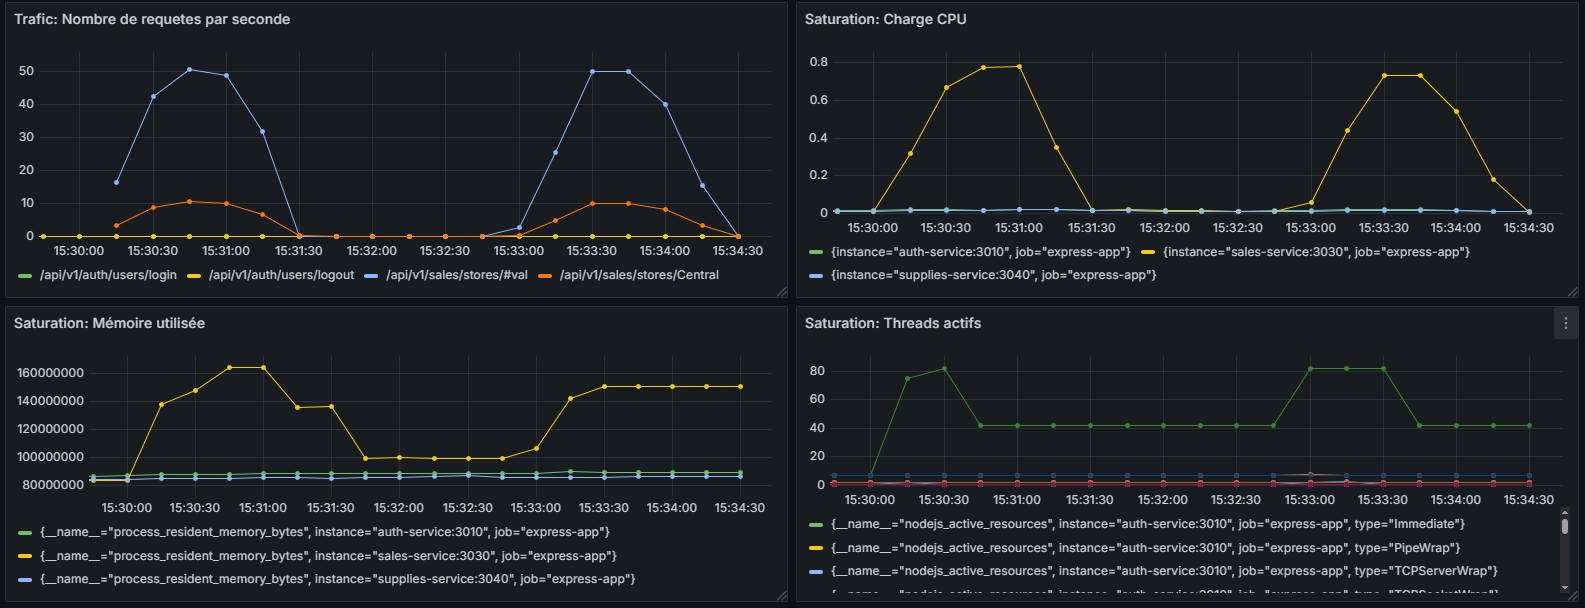 Trafic: Nombre de requetes par seconde
50
40
30
20
10
0
15:30:00 15:30:30 15:31:00 15:31:30 15:32:00 15:32:30 15:33:00 15:33:30 15:34:00 15:34:30
/api/v1/auth/users/login /api/v1/auth/users/logout /api/v1/sales/stores/#val /api/v1/sales/stores/Central
Saturation: Charge CPU
0.8
0.6
0.4
0.2
0
15:30:00 15:30:30 15:31:00 15:31:30 15:32:00 15:32:30 15:33:00 15:33:30 15:34:00 15:34:30
{instance="auth-service:3010", job="express-app"} {instance="sales-service:3030", job="express-app"}
{instance="supplies-service:3040", job="express-app"}
Saturation: Mémoire utilisée
160000000
140000000
120000000
100000000
80000000
15:30:00 15:30:30 15:31:00 15:31:30 15:32:00 15:32:30 15:33:00 15:33:30 15:34:00 15:34:30
{__name__="process_resident_memory_bytes", instance="auth-service:3010", job="express-app"}
{__name__="process_resident_memory_bytes", instance="sales-service:3030", job="express-app"}
{__name__="process_resident_memory_bytes", instance="supplies-service:3040", job="express-app"}
Saturation: Threads actifs
80
60
40
20
0
15:30:00 15:30:30 15:31:00 15:31:30 15:32:00 15:32:30 15:33:00 15:33:30 15:34:00 15:34:30
{__name__="nodejs_active_resources", instance="auth-service:3010", job="express-app", type="Immediate"}
{__name__="nodejs_active_resources", instance="auth-service:3010", job="express-app", type="PipeWrap"}
{__name__="nodejs_active_resources", instance="auth-service:3010", job="express-app", type="TCPServerWrap"}
{__name__="nodejs_active_resources", instance="auth-service:3010", job="express-app", type="TCPSocketWrap"}